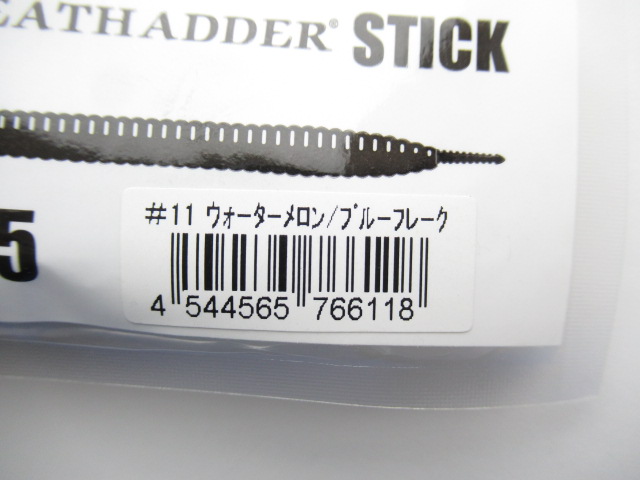 EATHADDER® STICK
5
#11 ウォーターメロン/ブルーフレーク
4 544565 766118